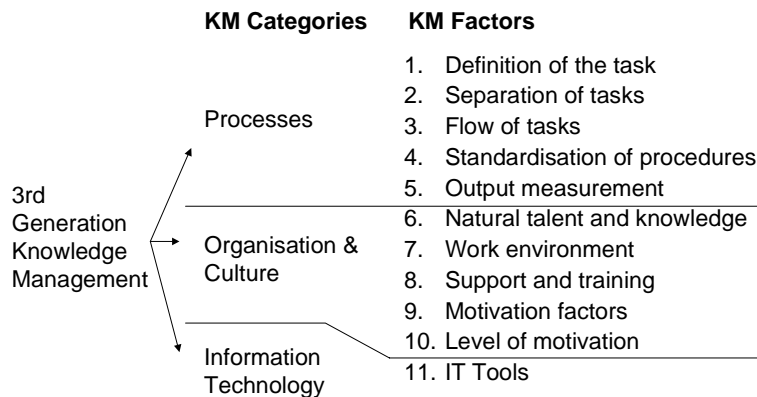 KM Categories KM Factors
1. Definition of the task
2. Separation of tasks
Processes
3. Flow of tasks
4. Standardisation of procedures
5. Output measurement
3rd
Generation
Knowledge
Management
6. Natural talent and knowledge
Organisation &
Culture
7. Work environment
8. Support and training
9. Motivation factors
10. Level of motivation
Information
Technology
11. IT Tools